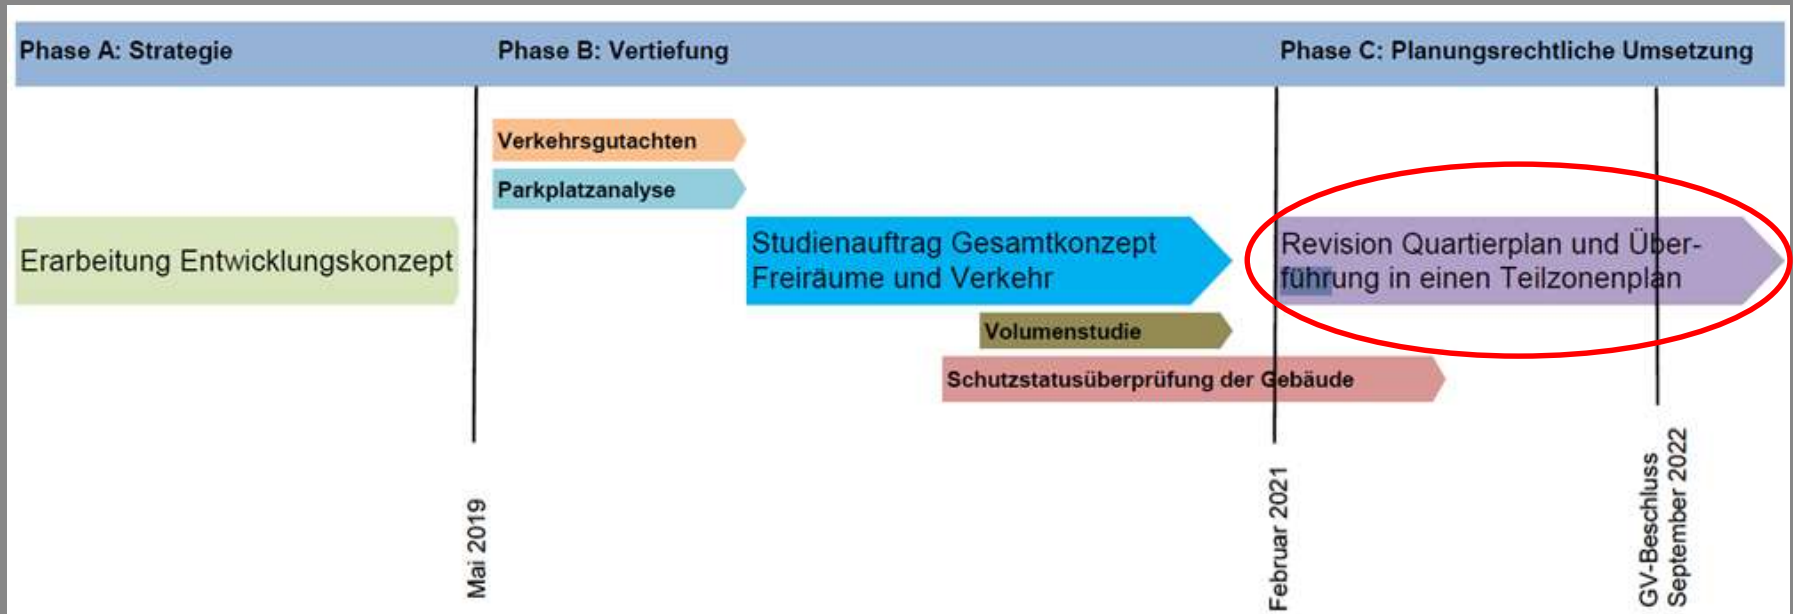 Phase A: Strategie
Phase B: Vertiefung
Phase C: Planungsrechtliche Umsetzung
Verkehrsgutachten
Parkplatzanalyse
Erarbeitung Entwicklungskonzept
Studienauftrag Gesamtkonzept
Freiräume und Verkehr
Revision Quartierplan und Über-
führung in einen Teilzonenplan
Volumenstudie
Schutzstatusüberprüfung der Gebäude
Mai 2019
Februar 2021
GV-Beschluss
September 2022